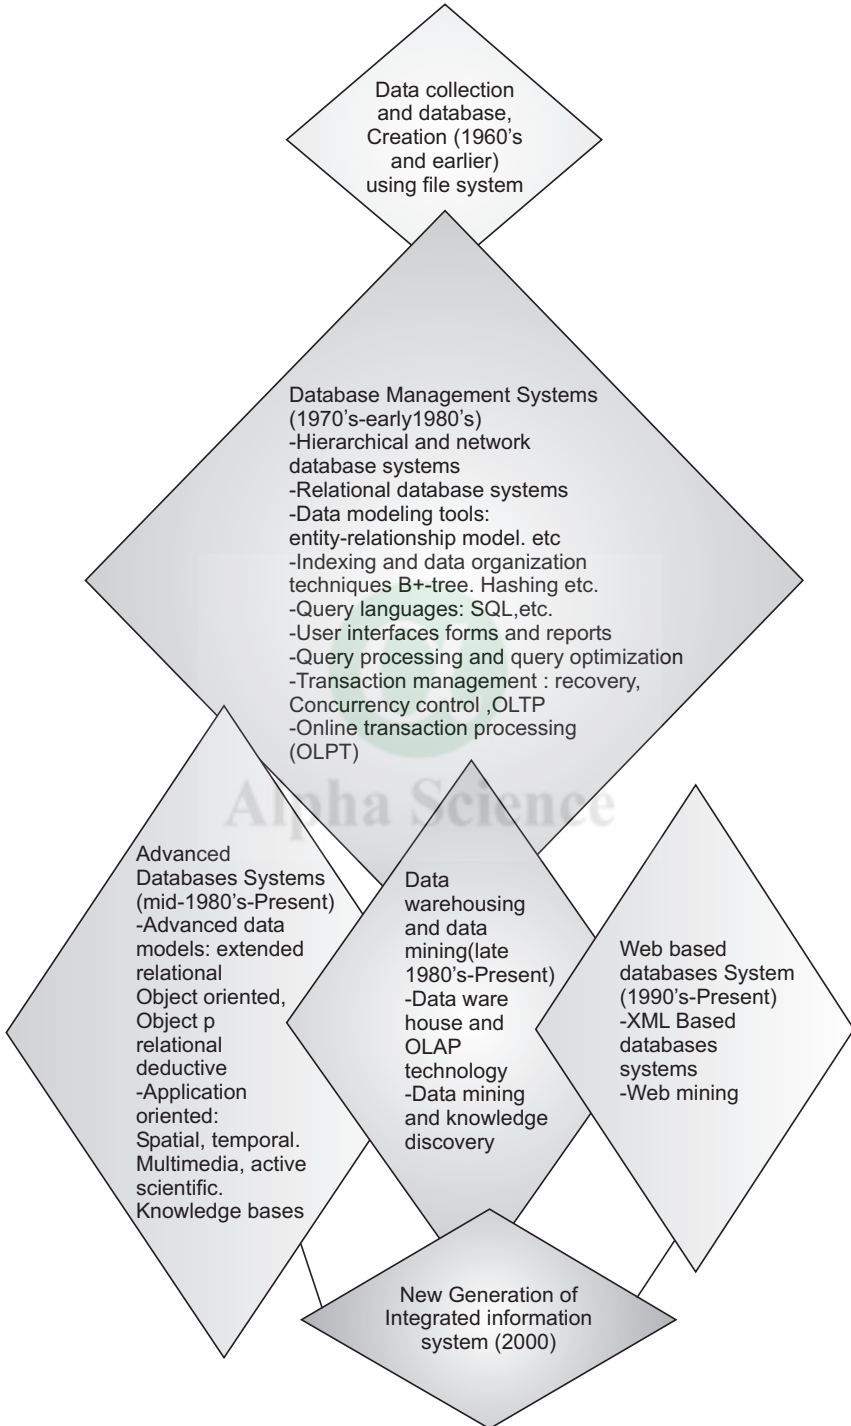 Data collection
and database,
Creation (1960's
and earlier)
using file system
Database Management Systems
(1970's-early1980's)
-Hierarchical and network
database systems
-Relational database systems
-Data modeling tools:
entity-relationship model. etc
-Indexing and data organization
techniques B+-tree. Hashing etc.
-Query languages: SQL,etc.
-User interfaces forms and reports
-Query processing and query optimization
-Transaction management : recovery,
Concurrency control ,OLTP
-Online transaction processing
(OLPT)
Alpha Science
Advanced
Databases Systems
(mid-1980's-Present)
-Advanced data
models: extended
relational
Object oriented,
Object p
relational
deductive
-Application
oriented:
Spatial, temporal.
Multimedia, active
scientific.
Knowledge bases
Data
warehousing
and data
mining(late
1980's-Present)
-Data ware
house and
OLAP
technology
-Data mining
and knowledge
discovery
Web based
databases System
(1990's-Present)
-XML Based
databases
systems
-Web mining
New Generation of
Integrated information
system (2000)